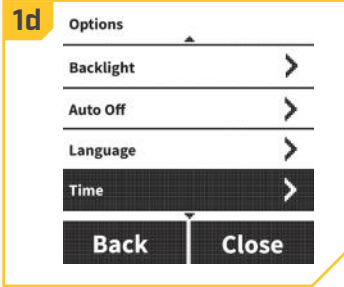 1d
Options
Backlight
Auto Off
Language
Time
Back Close